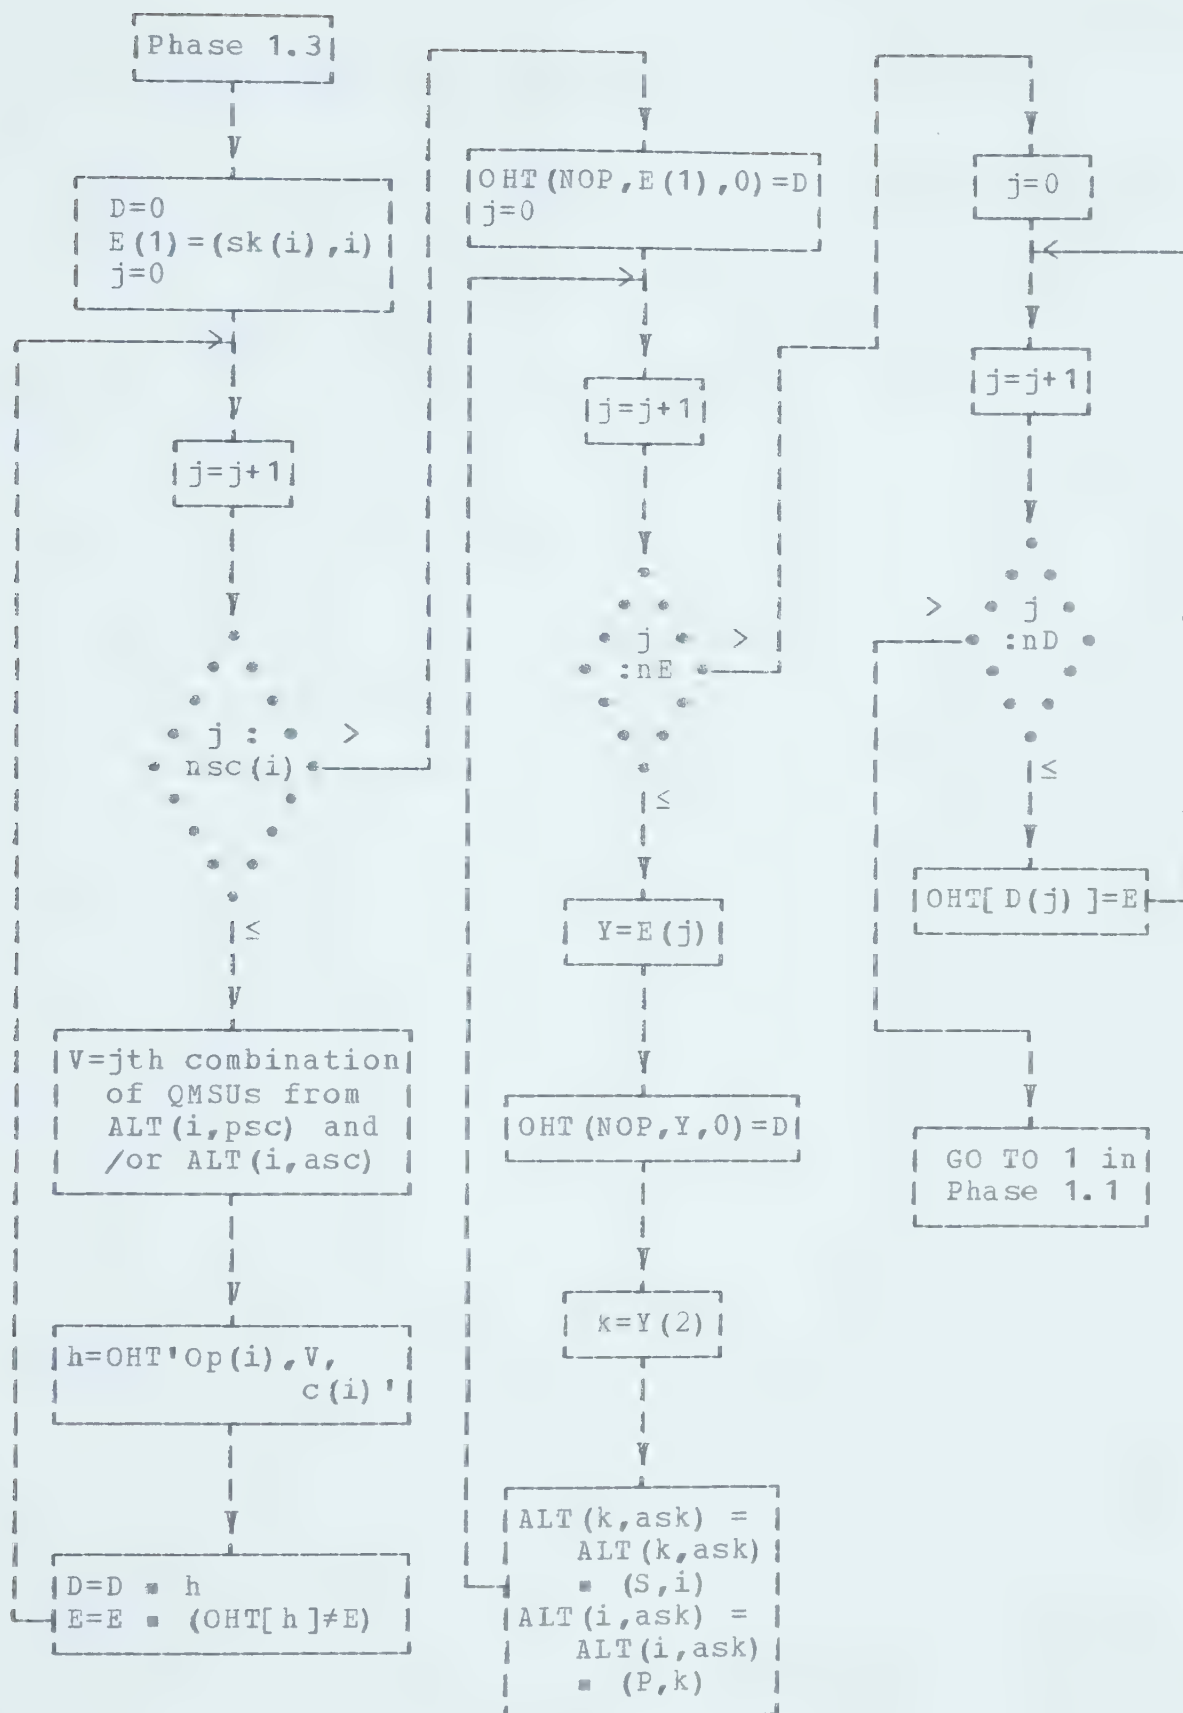 Phase 1.3
D=0
E(1)=(sk(i),i)
j=0
j=j+1
j :
nsc(i)
>
≤
V=jth combination
of QMSUs from
ALT(i,psc) and
/or ALT(i,asc)
h=OHT'Op(i),V,
c(i)'
D=D ▪ h
E=E ▪ (OHT[h]≠E)
OHT(NOP,E(1),0)=D
j=0
j=j+1
j
:nE
>
≤
Y=E(j)
OHT(NOP,Y,0)=D
k=Y(2)
ALT(k,ask) =
ALT(k,ask)
▪ (S,i)
ALT(i,ask) =
ALT(i,ask)
▪ (P,k)
j=0
j=j+1
>
j
:nD
≤
OHT[D(j)]=E
GO TO 1 in
Phase 1.1